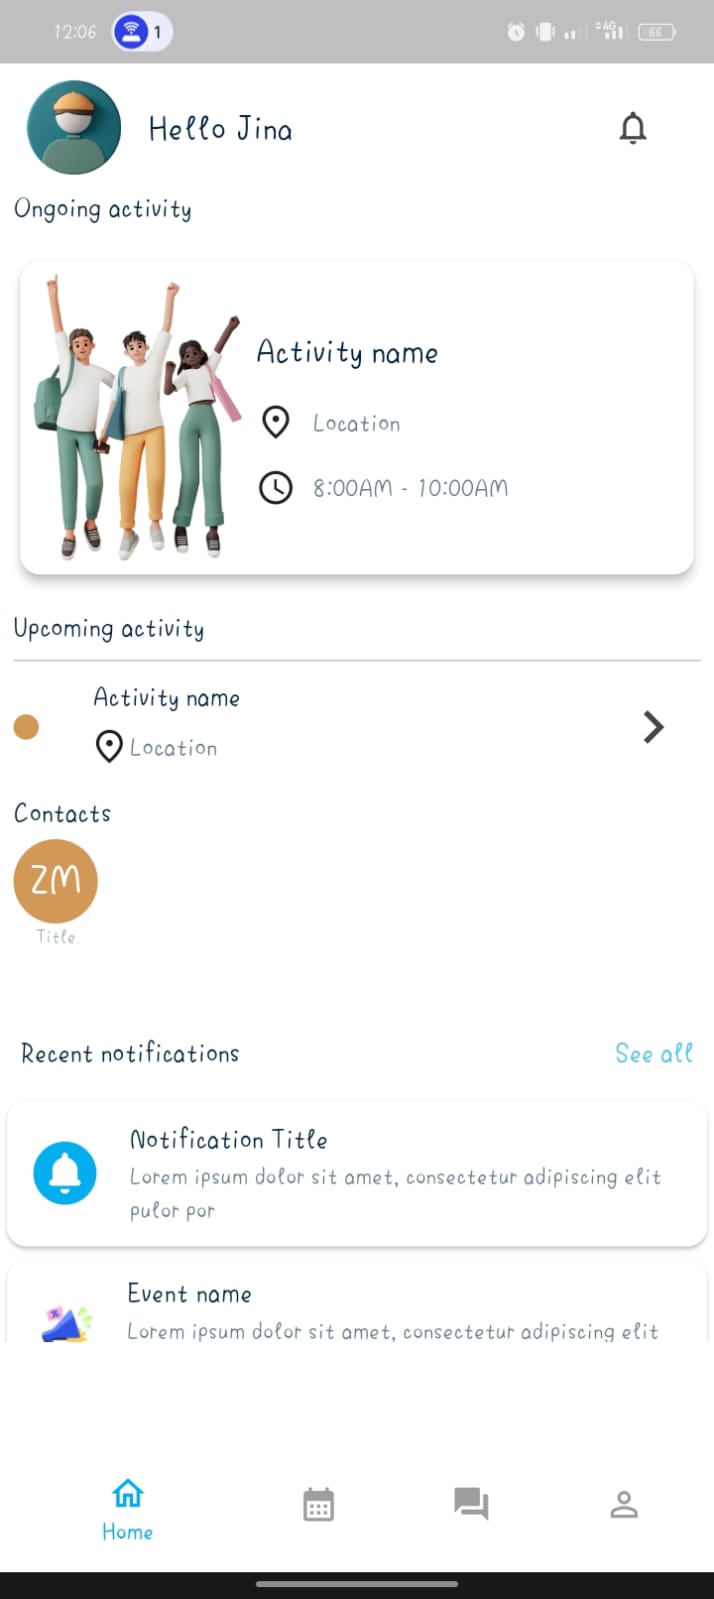 12:06 1 4G 66
Hello Jina
Ongoing activity
Activity name
Location
8:00AM - 10:00AM
Upcoming activity
Activity name
Location
Contacts
ZM
Title
Recent notifications See all
Notification Title
Lorem ipsum dolor sit amet, consectetur adipiscing elit
pulor por
Event name
Lorem ipsum dolor sit amet, consectetur adipiscing elit
Home